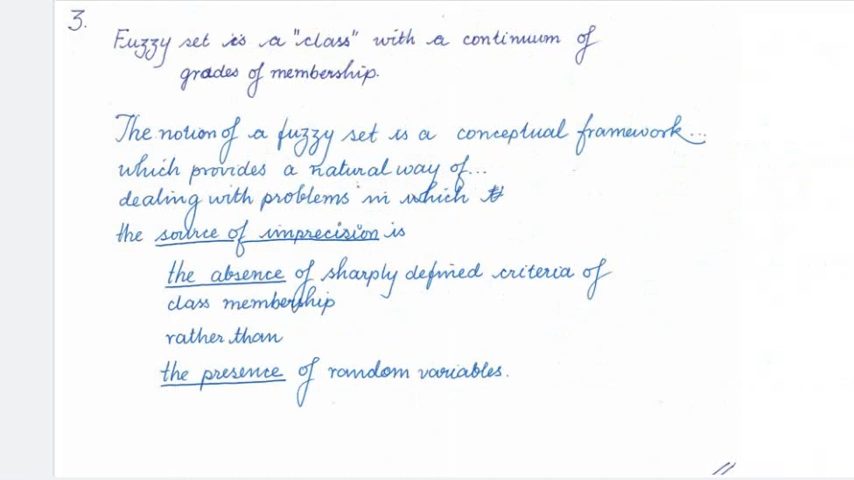 3.
Fuzzy set is a "class" with a continuum of
grades of membership.
The notion of a fuzzy set is a conceptual framework...
which provides a natural way of...
dealing with problems in which
the source of imprecision is
the absence of sharply defined criteria of
class membership
rather than
the presence of random variables.